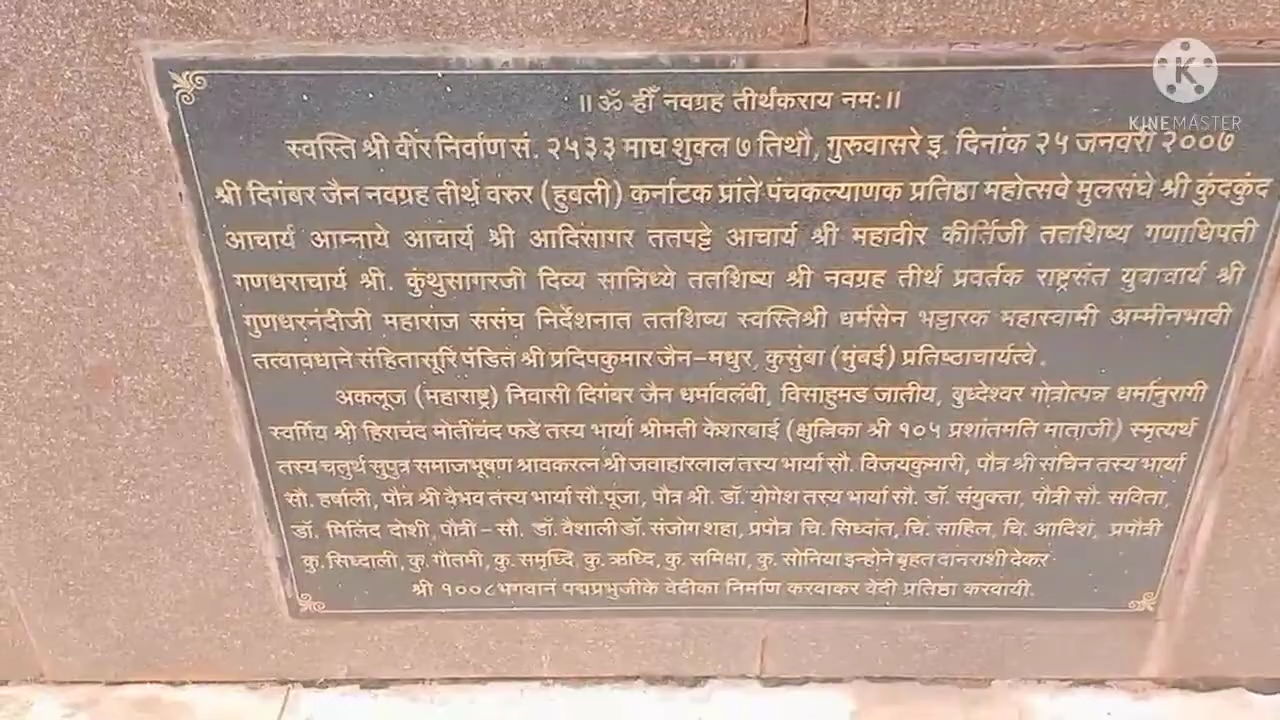 ।। ॐ ह्रीँ नवग्रह तीर्थंकराय नमः।।
KINEMASTER
स्वस्ति श्री वीर निर्वाण सं. २५३३ माघ शुक्ल ७ तिथौ, गुरुवासरे इ. दिनांक २५ जनवरी २००७
श्री दिगंबर जैन नवग्रह तीर्थ वरुर (हुबली) कर्नाटक प्रांते पंचकल्याणक प्रतिष्ठा महोत्सवे मुलसंघे श्री कुंदकुंद
आचार्य आम्नाये आचार्य श्री आदिसागर ततपट्टे आचार्य श्री महावीर कीर्तिजी ततशिष्य गणाधिपती
गणधराचार्य श्री. कुंथुसागरजी दिव्य सान्निध्ये ततशिष्य श्री नवग्रह तीर्थ प्रवर्तक राष्ट्रसंत युवाचार्य श्री
गुणधरनंदीजी महाराज ससंघ निर्देशनात ततशिष्य स्वस्तिश्री धर्मसेन भट्टारक महास्वामी अम्मीनभावी
तत्वावधाने संहितासूरि पंडित श्री प्रदिपकुमार जैन-मधुर, कुसुंबा (मुंबई) प्रतिष्ठाचार्यत्वे.
अकलूज (महाराष्ट्र) निवासी दिगंबर जैन धर्मावलंबी, विसाहुमड जातीय, बुध्देश्वर गोत्रोत्पन्न धर्मानुरागी
स्वर्गिय श्री हिराचंद मोतीचंद फडे तस्य भार्या श्रीमती केशरबाई (क्षुल्लिका श्री १०५ प्रशांतमति माताजी) स्मृत्यर्थ
तस्य चतुर्थ सुपुत्र समाजभूषण श्रावकरत्न श्री जवाहारलाल तस्य भार्या सौ. विजयकुमारी, पौत्र श्री सचिन तस्य भार्या
सौ. हर्षाली, पौत्र श्री वैभव तस्य भार्या सौ.पूजा, पौत्र श्री. डॉ. योगेश तस्य भार्या सौ. डॉ. संयुक्ता, पौत्री सौ. सविता,
डॉ. मिलिंद दोशी, पौत्री - सौ. डॉ. वैशाली डॉ. संजोग शहा, प्रपौत्र चि. सिध्दांत, चि. साहिल, चि. आदिश, प्रपौत्री
कु. सिध्दाली, कु. गौतमी, कु. समृध्दि, कु. ऋध्दि, कु. समिक्षा, कु. सोनिया इन्होने बृहत दानराशी देकर
श्री १००८ भगवान पद्मप्रभुजीके वेदीका निर्माण करवाकर वेदी प्रतिष्ठा करवायी.